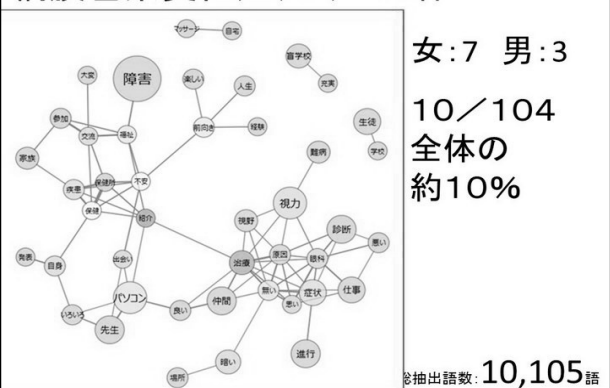 マッサージ
自宅
盲学校
充実
大変
障害
楽しい
人生
参加
交流
福祉
前向き
経験
生徒
学校
家族
難病
疾患
保健所
不安
保健
紹介
視力
視野
診断
悪い
発表
自身
出会い
治療
原因
眼科
無い
思い
症状
仕事
パソコン
良い
仲間
いろいろ
先生
進行
暗い
場所
女:7 男:3
10/104
全体の
約10%
総抽出語数:10,105語